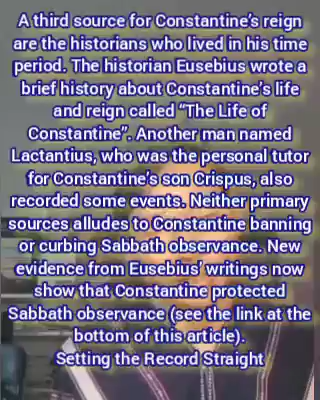 A third source for Constantine's reign
are the historians who lived in his time
period. The historian Eusebius wrote a
brief history about Constantine's life
and reign called "The Life of
Constantine". Another man named
Lactantius, who was the personal tutor
for Constantine's son Crispus, also
recorded some events. Neither primary
sources alludes to Constantine banning
or curbing Sabbath observance. New
evidence from Eusebius' writings now
show that Constantine protected
Sabbath observance (see the link at the
bottom of this article).
Setting the Record Straight